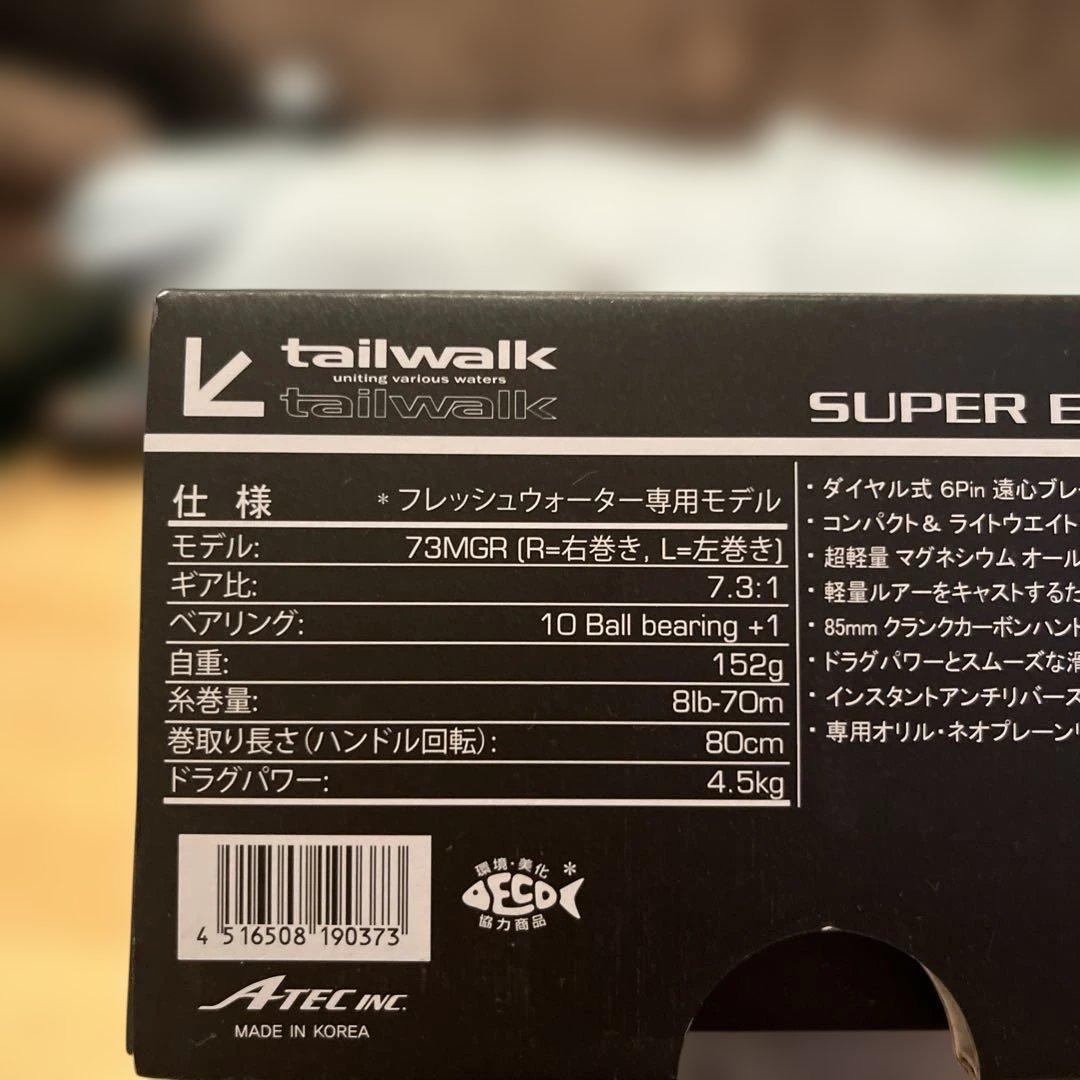 tailwalk
uniting various waters
tailwalk
SUPER
仕様 *フレッシュウォーター専用モデル
モデル: 73MGR (R=右巻き, L=左巻き)
ギア比: 7.3:1
ベアリング: 10 Ball bearing +1
自重: 152g
糸巻量: 8lb-70m
巻取り長さ(ハンドル回転): 80cm
ドラグパワー: 4.5kg
・ダイヤル式 6Pin 遠心ブレ
・コンパクト& ライトウエイト
・超軽量 マグネシウム オール
・軽量ルアーをキャストするた
・85mm クランクカーボンハン
・ドラグパワーとスムーズな滑
・インスタントアンチリバース
・専用オリル・ネオプレーン
4 516508 190373
環境・美化*
DECO
協力商品
A-TEC INC.
MADE IN KOREA